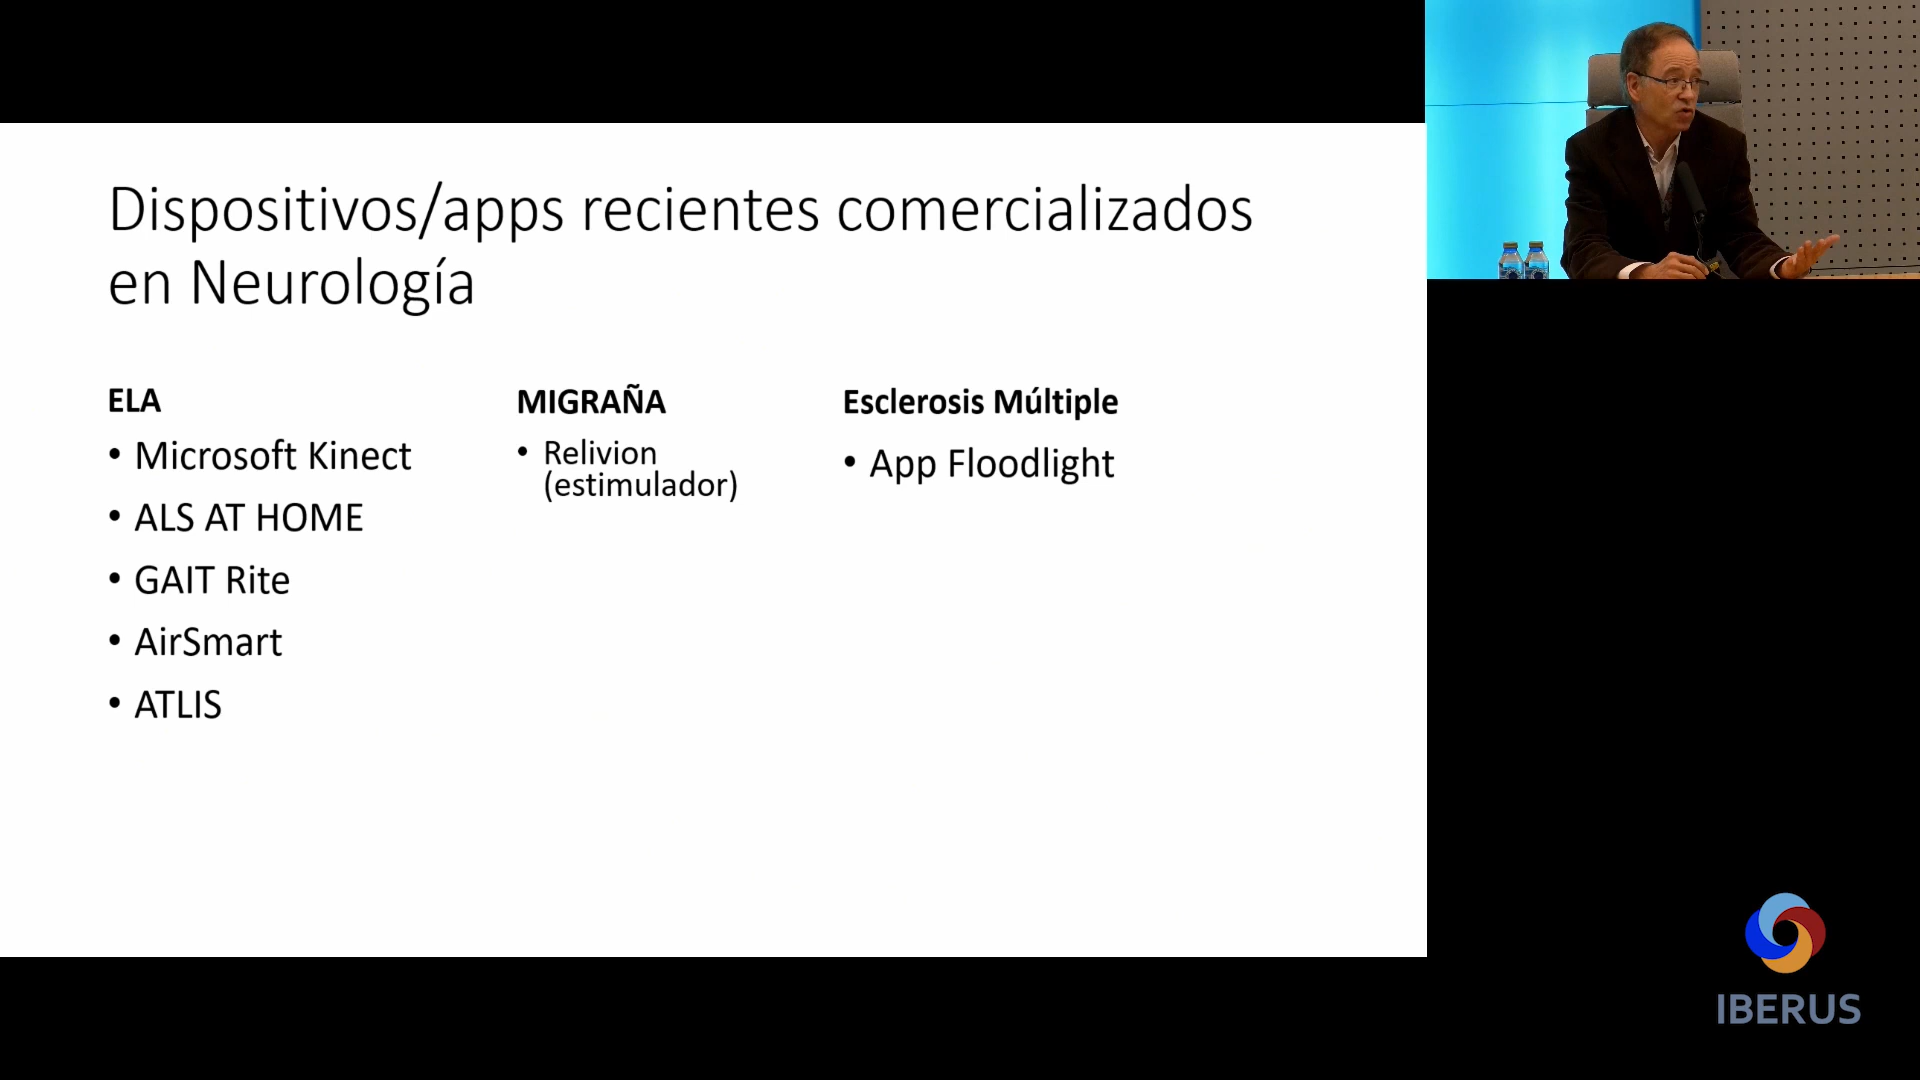 Dispositivos/apps recientes comercializados
en Neurología
ELA
• Microsoft Kinect
• ALS AT HOME
• GAIT Rite
• AirSmart
• ATLIS
MIGRAÑA
• Relivion
(estimulador)
Esclerosis Múltiple
• App Floodlight
IBERUS